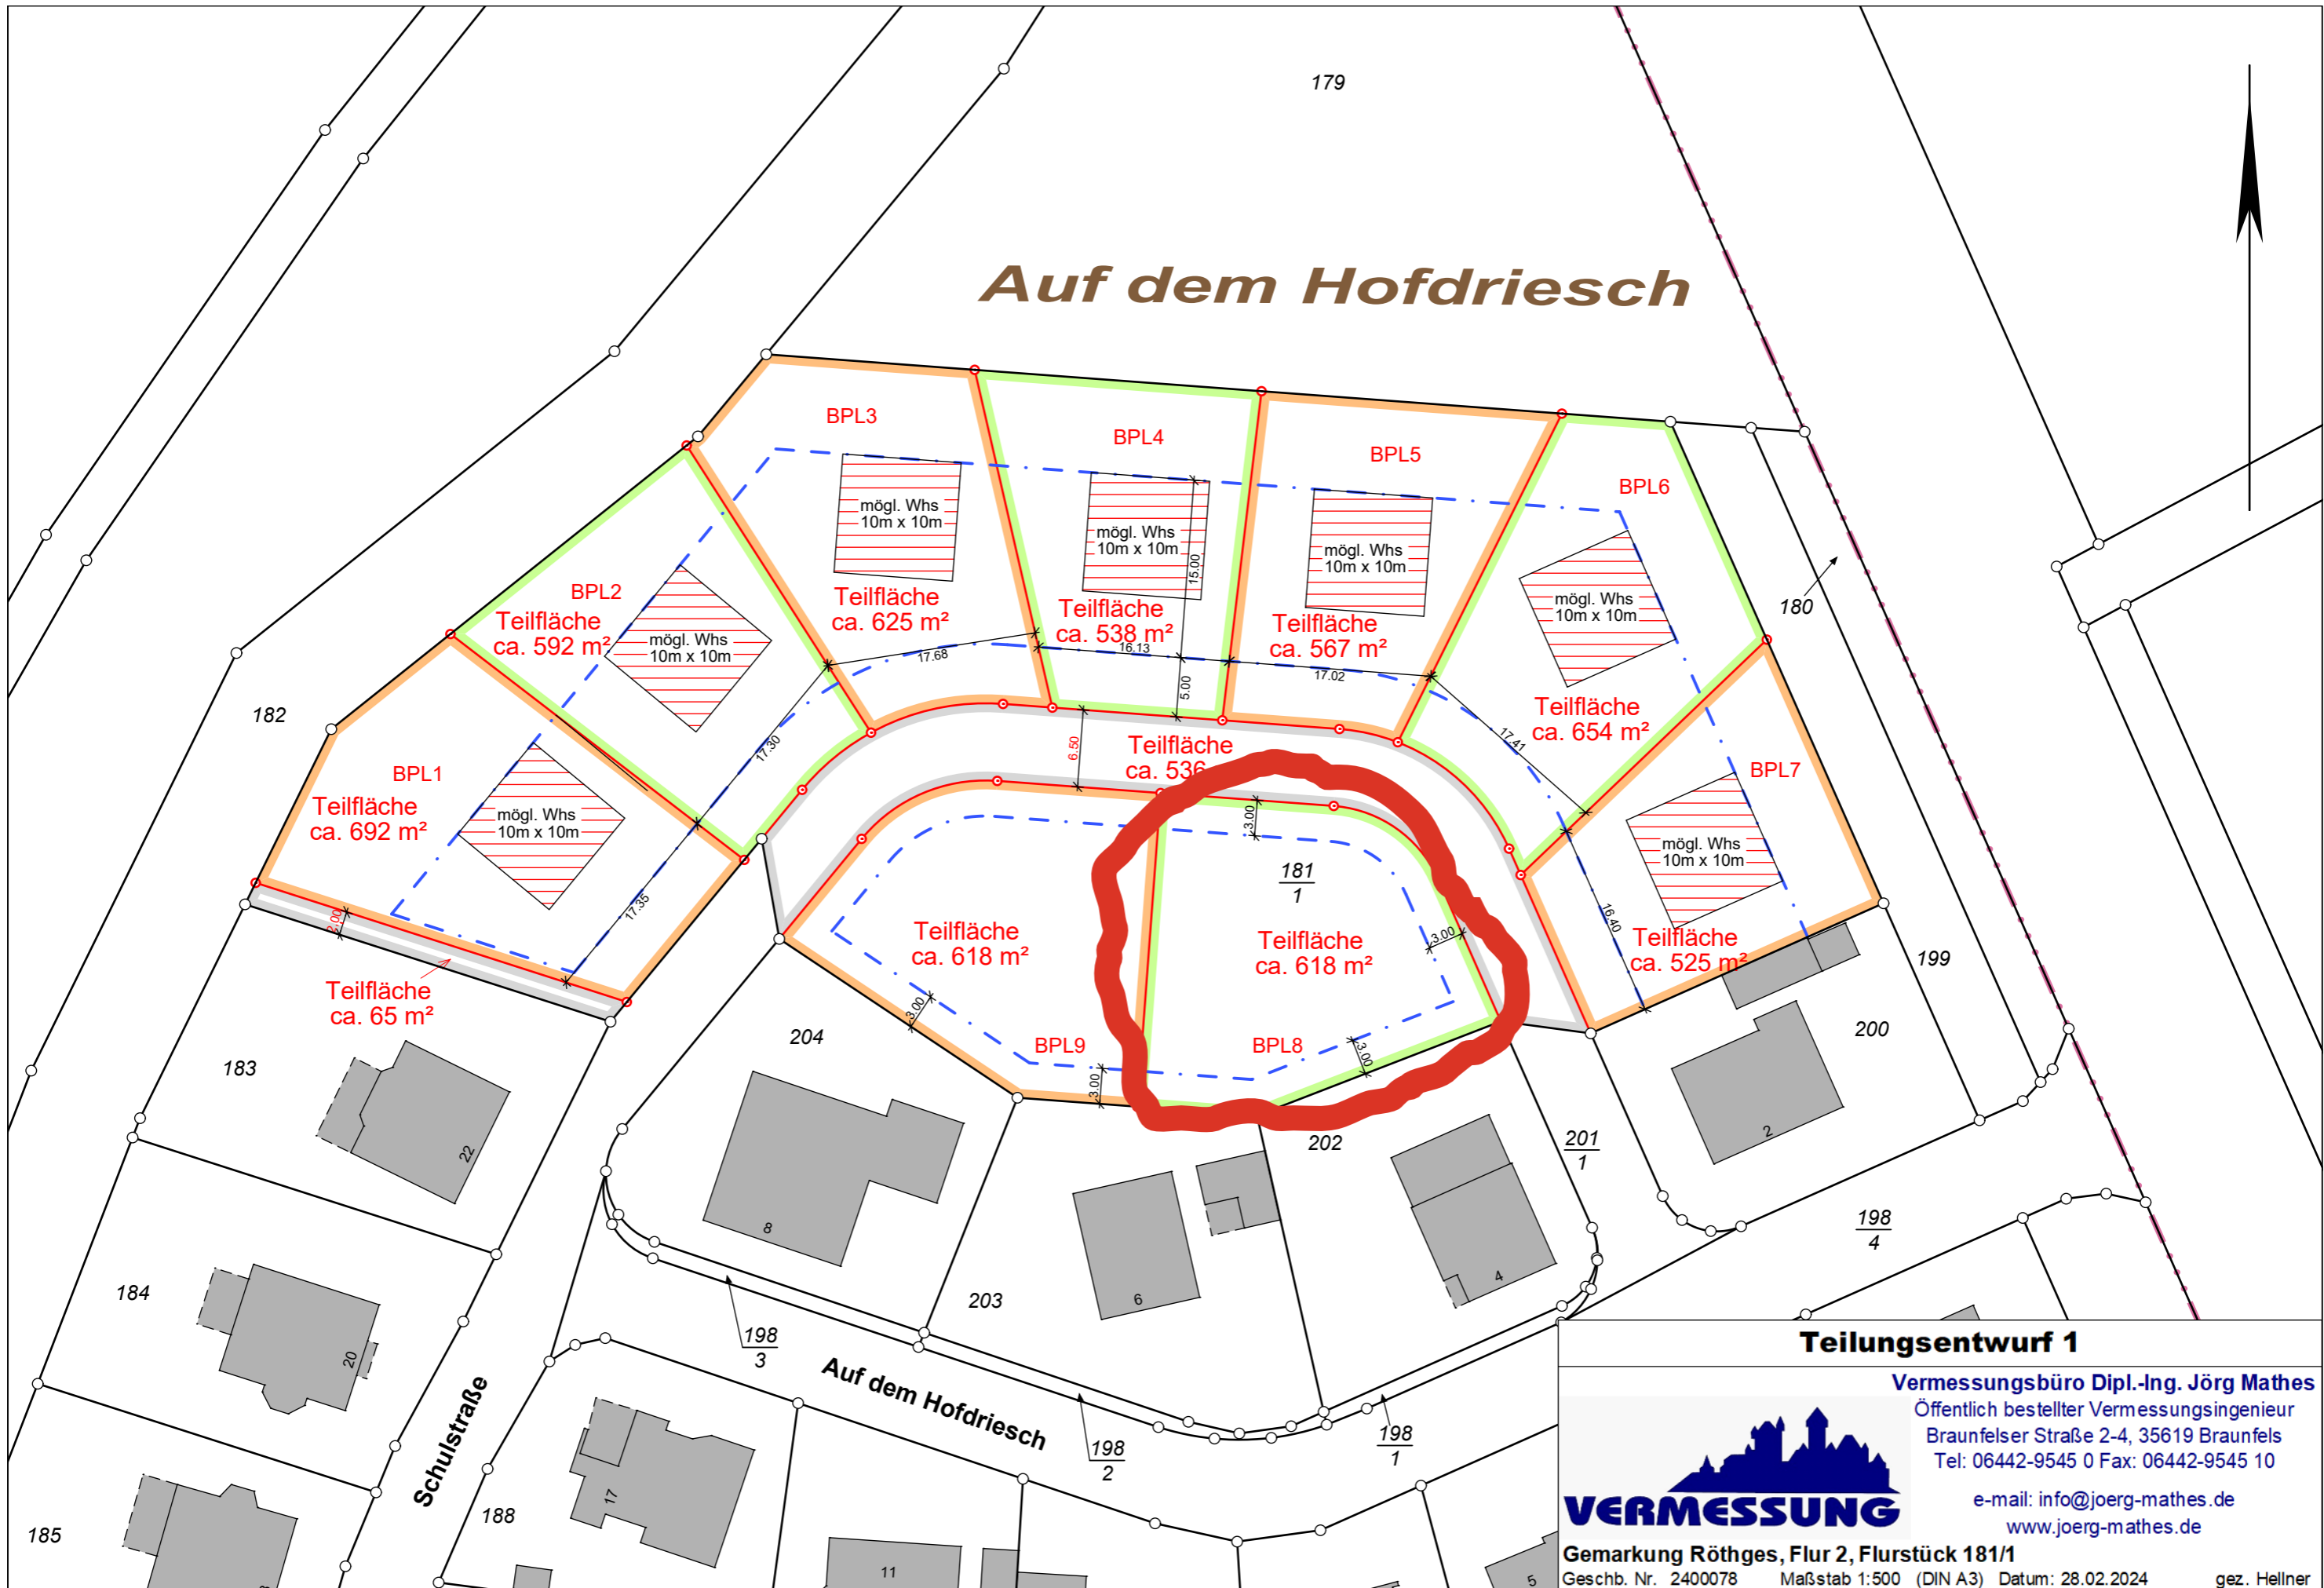 179
Auf dem Hofdriesch
BPL3
BPL4
BPL5
BPL6
mögl. Whs
10m x 10m
mögl. Whs
10m x 10m
mögl. Whs
10m x 10m
mögl. Whs
10m x 10m
15.00
180
BPL2
Teilfläche
ca. 592 m²
mögl. Whs
10m x 10m
Teilfläche
ca. 625 m²
Teilfläche
ca. 538 m²
Teilfläche
ca. 567 m²
17.68
16.13
17.02
5.00
182
Teilfläche
ca. 654 m²
17.30
6.50
Teilfläche
ca. 536
17.41
BPL1
Teilfläche
ca. 692 m²
mögl. Whs
10m x 10m
BPL7
mögl. Whs
10m x 10m
3.00
181
1
17.35
2.00
Teilfläche
ca. 618 m²
Teilfläche
ca. 618 m²
3.00
16.40
Teilfläche
ca. 525 m²
199
Teilfläche
ca. 65 m²
3.00
204
BPL9
BPL8
3.00
3.00
200
183
22
202
201
1
2
8
203
6
4
198
4
184
20
198
3
Auf dem Hofdriesch
Schulstraße
198
2
198
1
185
188
17
11
5
Teilungsentwurf 1
Vermessungsbüro Dipl.-Ing. Jörg Mathes
Öffentlich bestellter Vermessungsingenieur
Braunfelser Straße 2-4, 35619 Braunfels
Tel: 06442-9545 0 Fax: 06442-9545 10
e-mail: info@joerg-mathes.de
www.joerg-mathes.de
VERMESSUNG
Gemarkung Röthges, Flur 2, Flurstück 181/1
Geschb. Nr. 2400078 Maßstab 1:500 (DIN A3) Datum: 28.02.2024 gez. Hellner